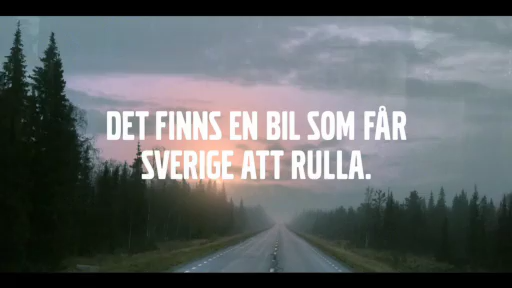 DET FINNS EN BIL SOM FÅR
SVERIGE ATT RULLA.